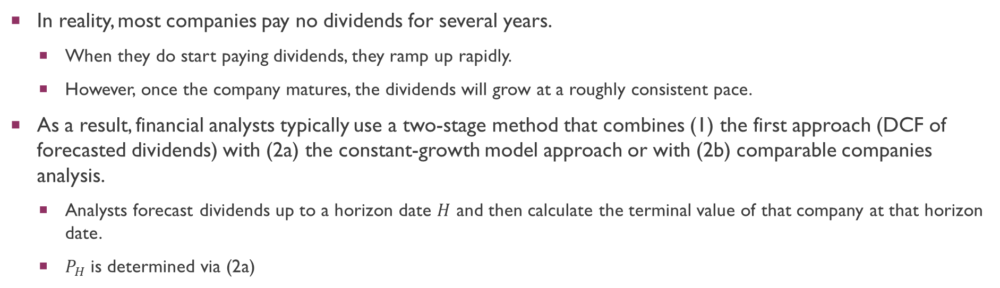 ▪ In reality, most companies pay no dividends for several years.
▪ When they do start paying dividends, they ramp up rapidly.
▪ However, once the company matures, the dividends will grow at a roughly consistent pace.
▪ As a result, financial analysts typically use a two-stage method that combines (1) the first approach (DCF of
forecasted dividends) with (2a) the constant-growth model approach or with (2b) comparable companies
analysis.
▪ Analysts forecast dividends up to a horizon date H and then calculate the terminal value of that company at that horizon
date.
▪ P_H is determined via (2a)